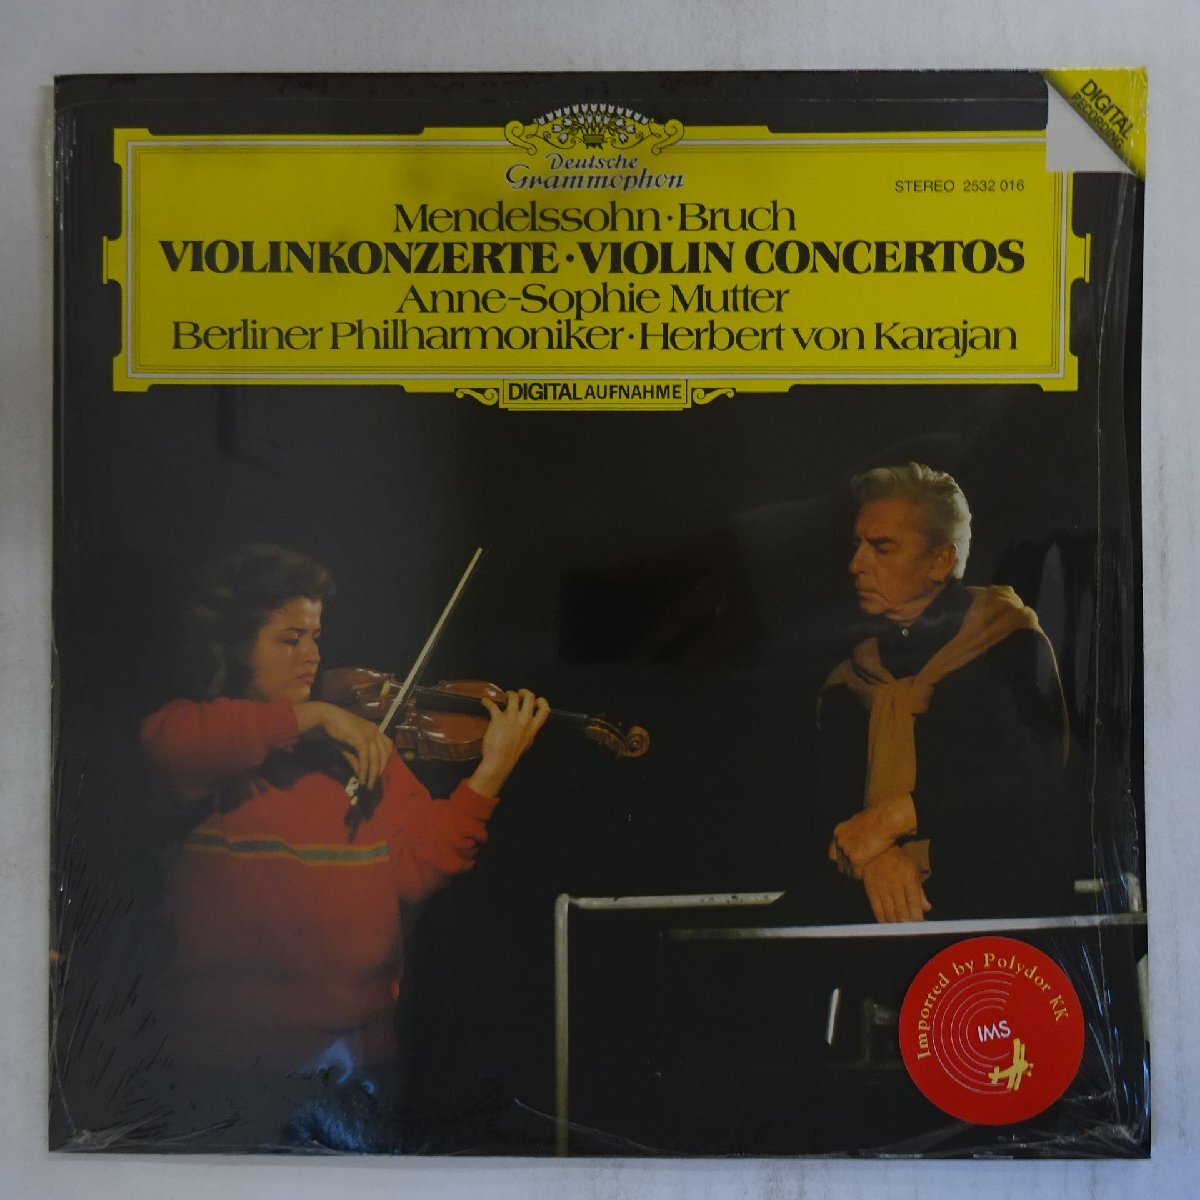 DIGITAL
RECORDING
Deutsche
Grammophon
STEREO 2532 016
Mendelssohn · Bruch
VIOLINKONZERTE · VIOLIN CONCERTOS
Anne-Sophie Mutter
Berliner Philharmoniker · Herbert von Karajan
DIGITAL AUFNAHME
Imported by Polydor KK
IMS